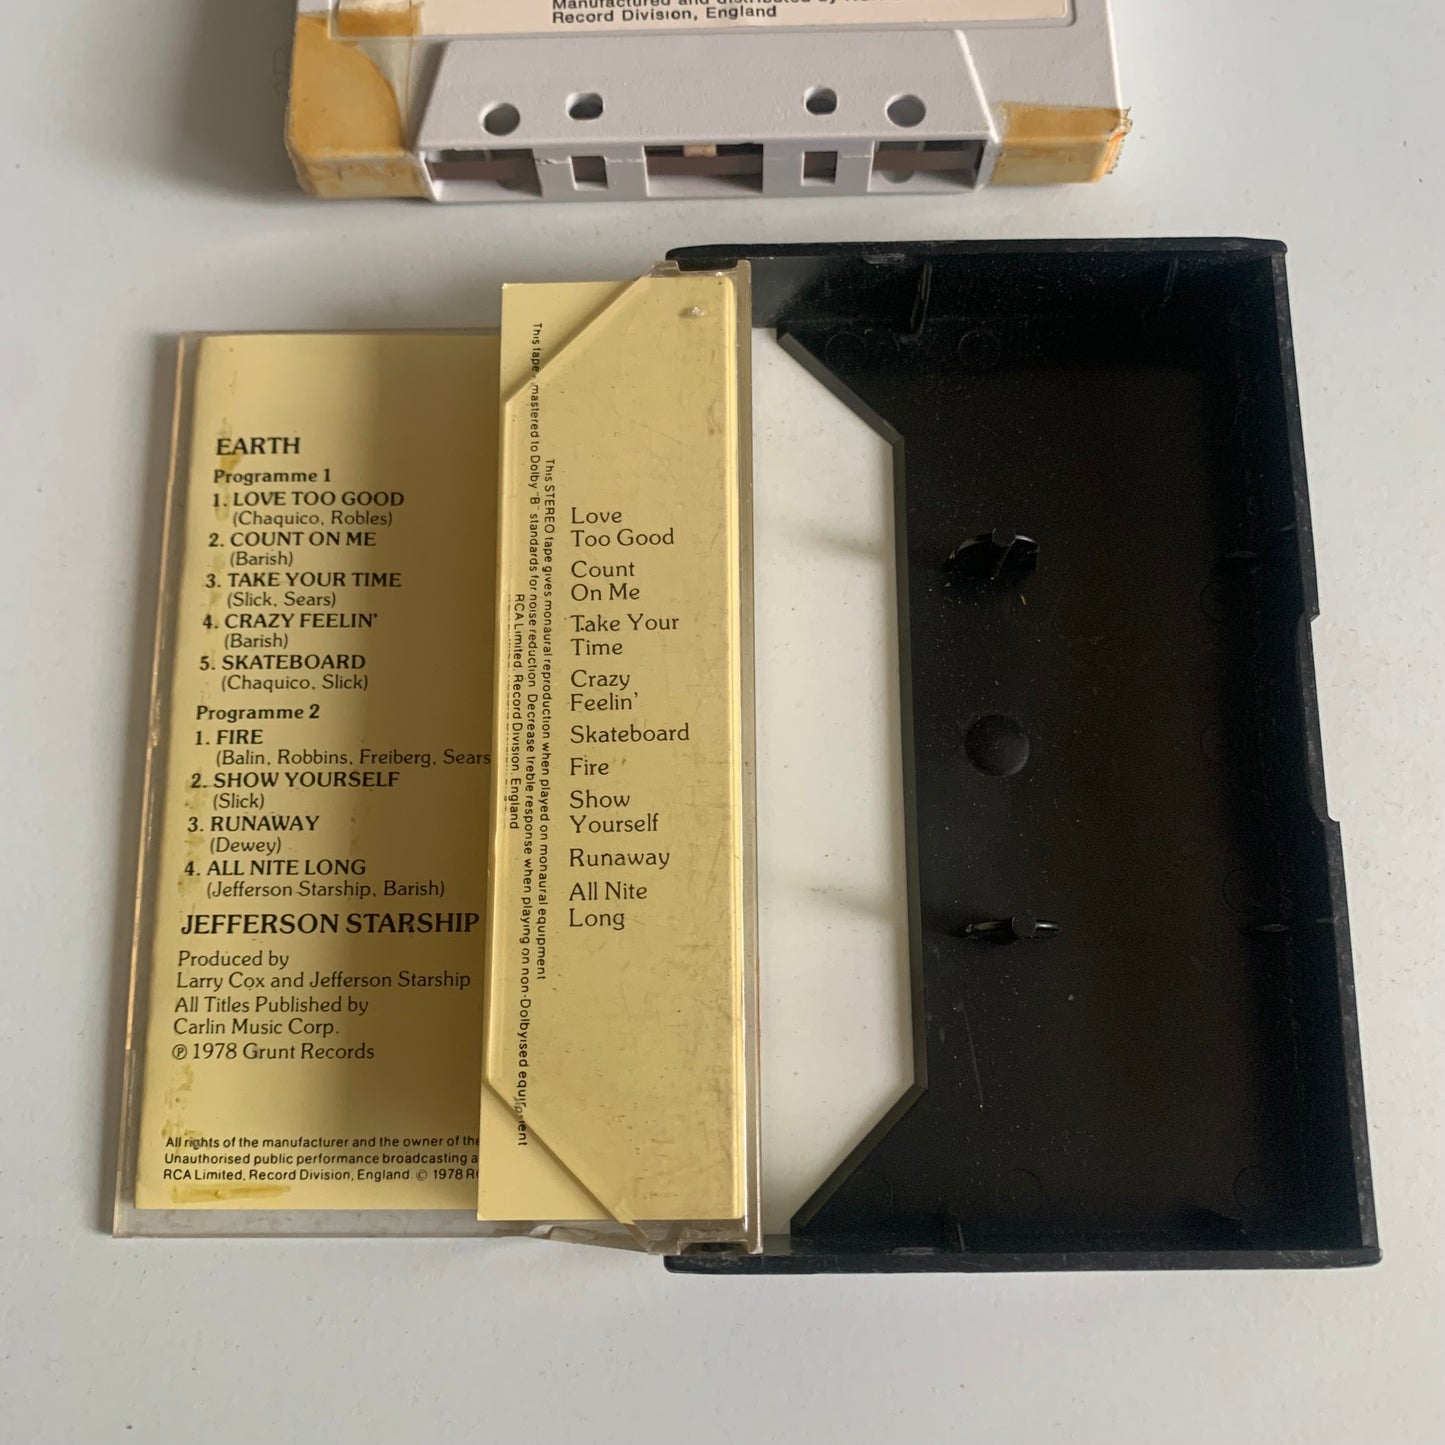 Manufactured and distributed by
Record Division, England
EARTH
Programme 1
1. LOVE TOO GOOD
(Chaquico, Robles)
2. COUNT ON ME
(Barish)
3. TAKE YOUR TIME
(Slick, Sears)
4. CRAZY FEELIN'
(Barish)
5. SKATEBOARD
(Chaquico, Slick)
Programme 2
1. FIRE
(Balin, Robbins, Freiberg, Sears
2. SHOW YOURSELF
(Slick)
3. RUNAWAY
(Dewey)
4. ALL NITE LONG
(Jefferson Starship, Barish)
JEFFERSON STARSHIP
Produced by
Larry Cox and Jefferson Starship
All Titles Published by
Carlin Music Corp.
℗ 1978 Grunt Records
All rights of the manufacturer and the owner of the
Unauthorised public performance broadcasting a
RCA Limited, Record Division, England. © 1978
This STEREO tape gives monaural reproduction when played on monaural equipment
This tape mastered to Dolby "B" standards for noise reduction. Decrease treble response when playing on non-Dolbyised equipment
RCA Limited, Record Division, England
Love
Too Good
Count
On Me
Take Your
Time
Crazy
Feelin'
Skateboard
Fire
Show
Yourself
Runaway
All Nite
Long